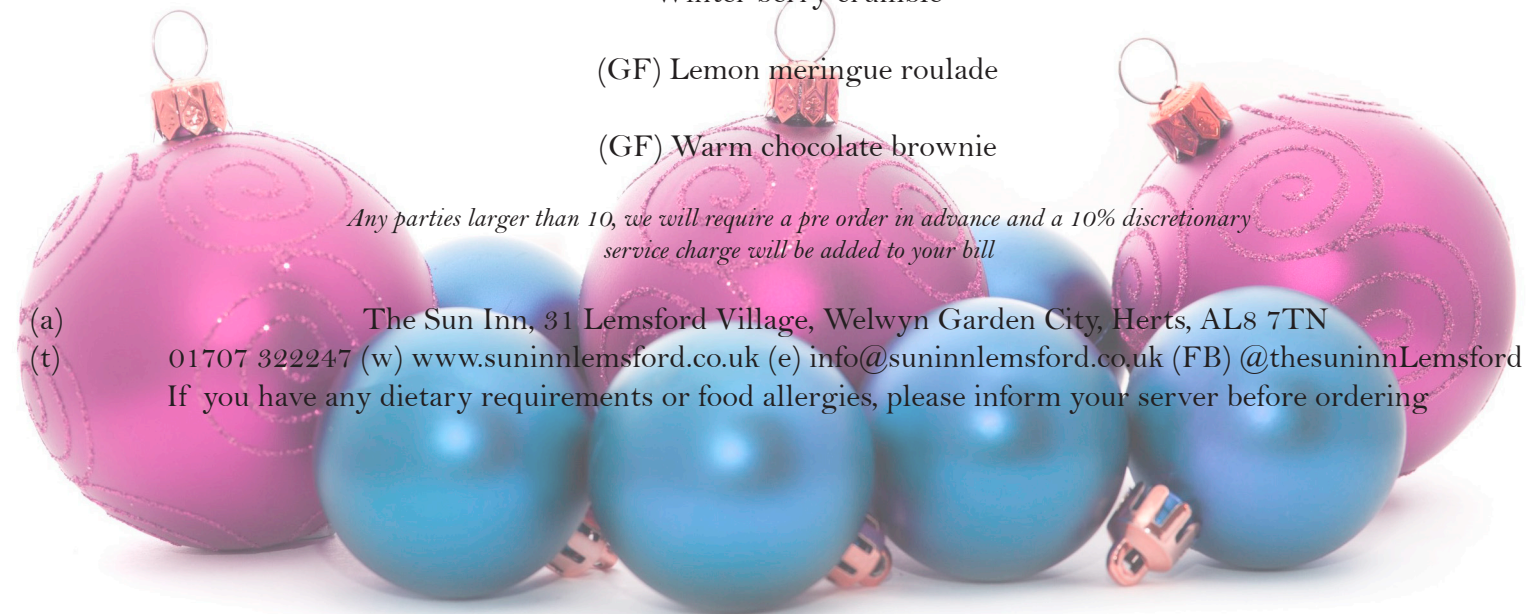 Winter berry crumble
(GF) Lemon meringue roulade
(GF) Warm chocolate brownie
Any parties larger than 10, we will require a pre order in advance and a 10% discretionary
service charge will be added to your bill
(a) The Sun Inn, 31 Lemsford Village, Welwyn Garden City, Herts, AL8 7TN
(t) 01707 322247 (w) www.suninnlemsford.co.uk (e) info@suninnlemsford.co.uk (FB) @thesuninnLemsford
If you have any dietary requirements or food allergies, please inform your server before ordering